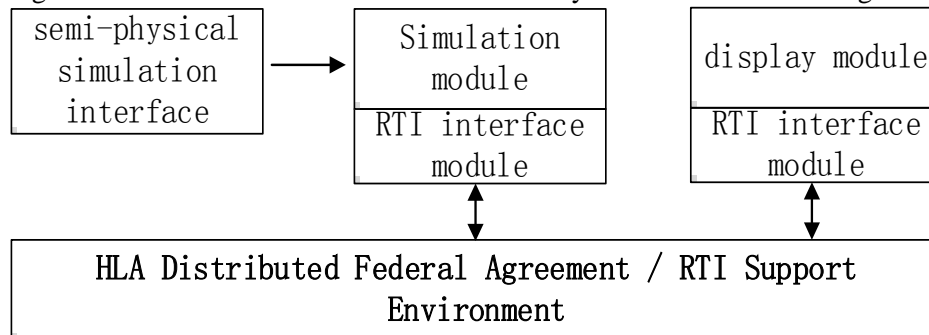 semi-physical
simulation
interface
Simulation
module
RTI interface
module
display module
RTI interface
module
HLA Distributed Federal Agreement / RTI Support
Environment